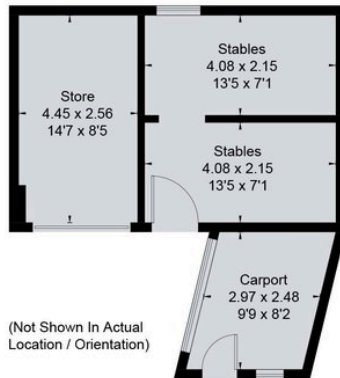 Stables
4.08 x 2.15
13'5 x 7'1
Store
4.45 x 2.56
14'7 x 8'5
Stables
4.08 x 2.15
13'5 x 7'1
Carport
2.97 x 2.48
9'9 x 8'2
(Not Shown In Actual
Location / Orientation)